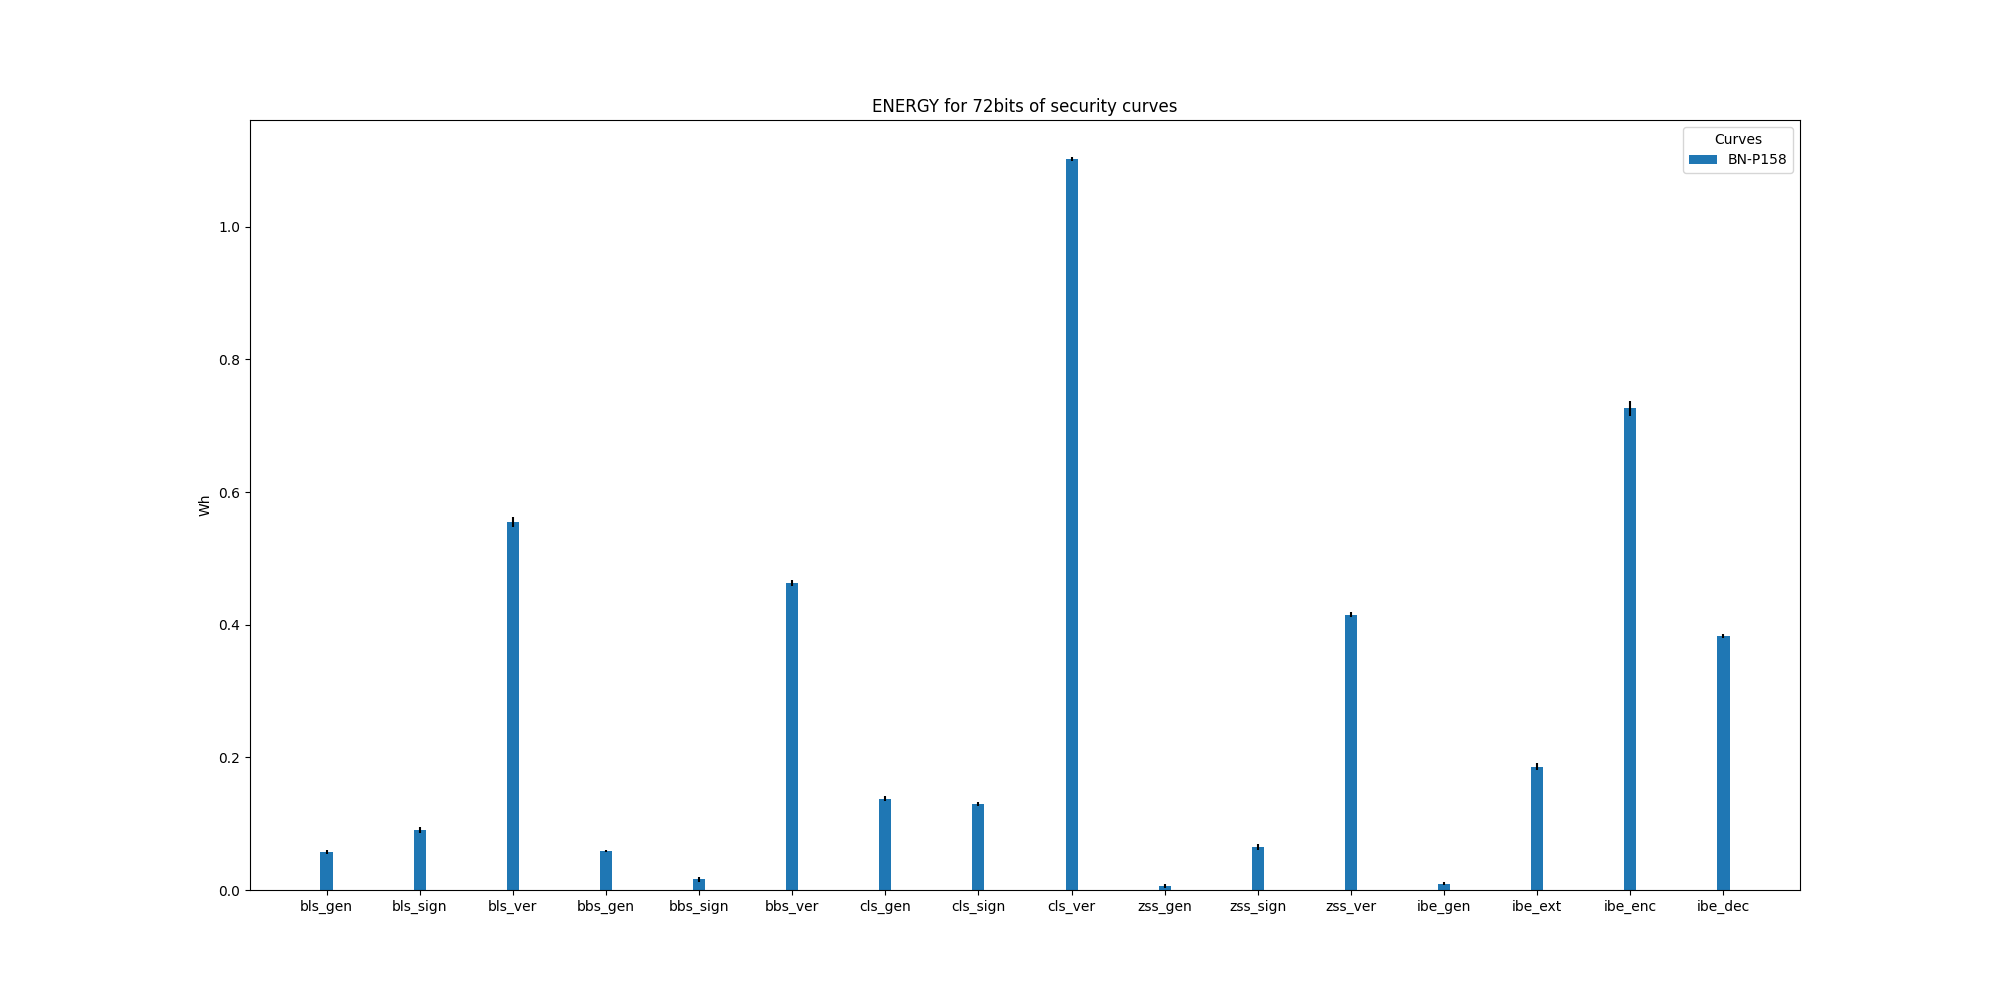 ENERGY for 72bits of security curves
Curves
BN-P158
1.0
0.8
0.6
0.4
0.2
0.0
Wh
bls_gen bls_sign bls_ver bbs_gen bbs_sign bbs_ver cls_gen cls_sign cls_ver zss_gen zss_sign zss_ver ibe_gen ibe_ext ibe_enc ibe_dec